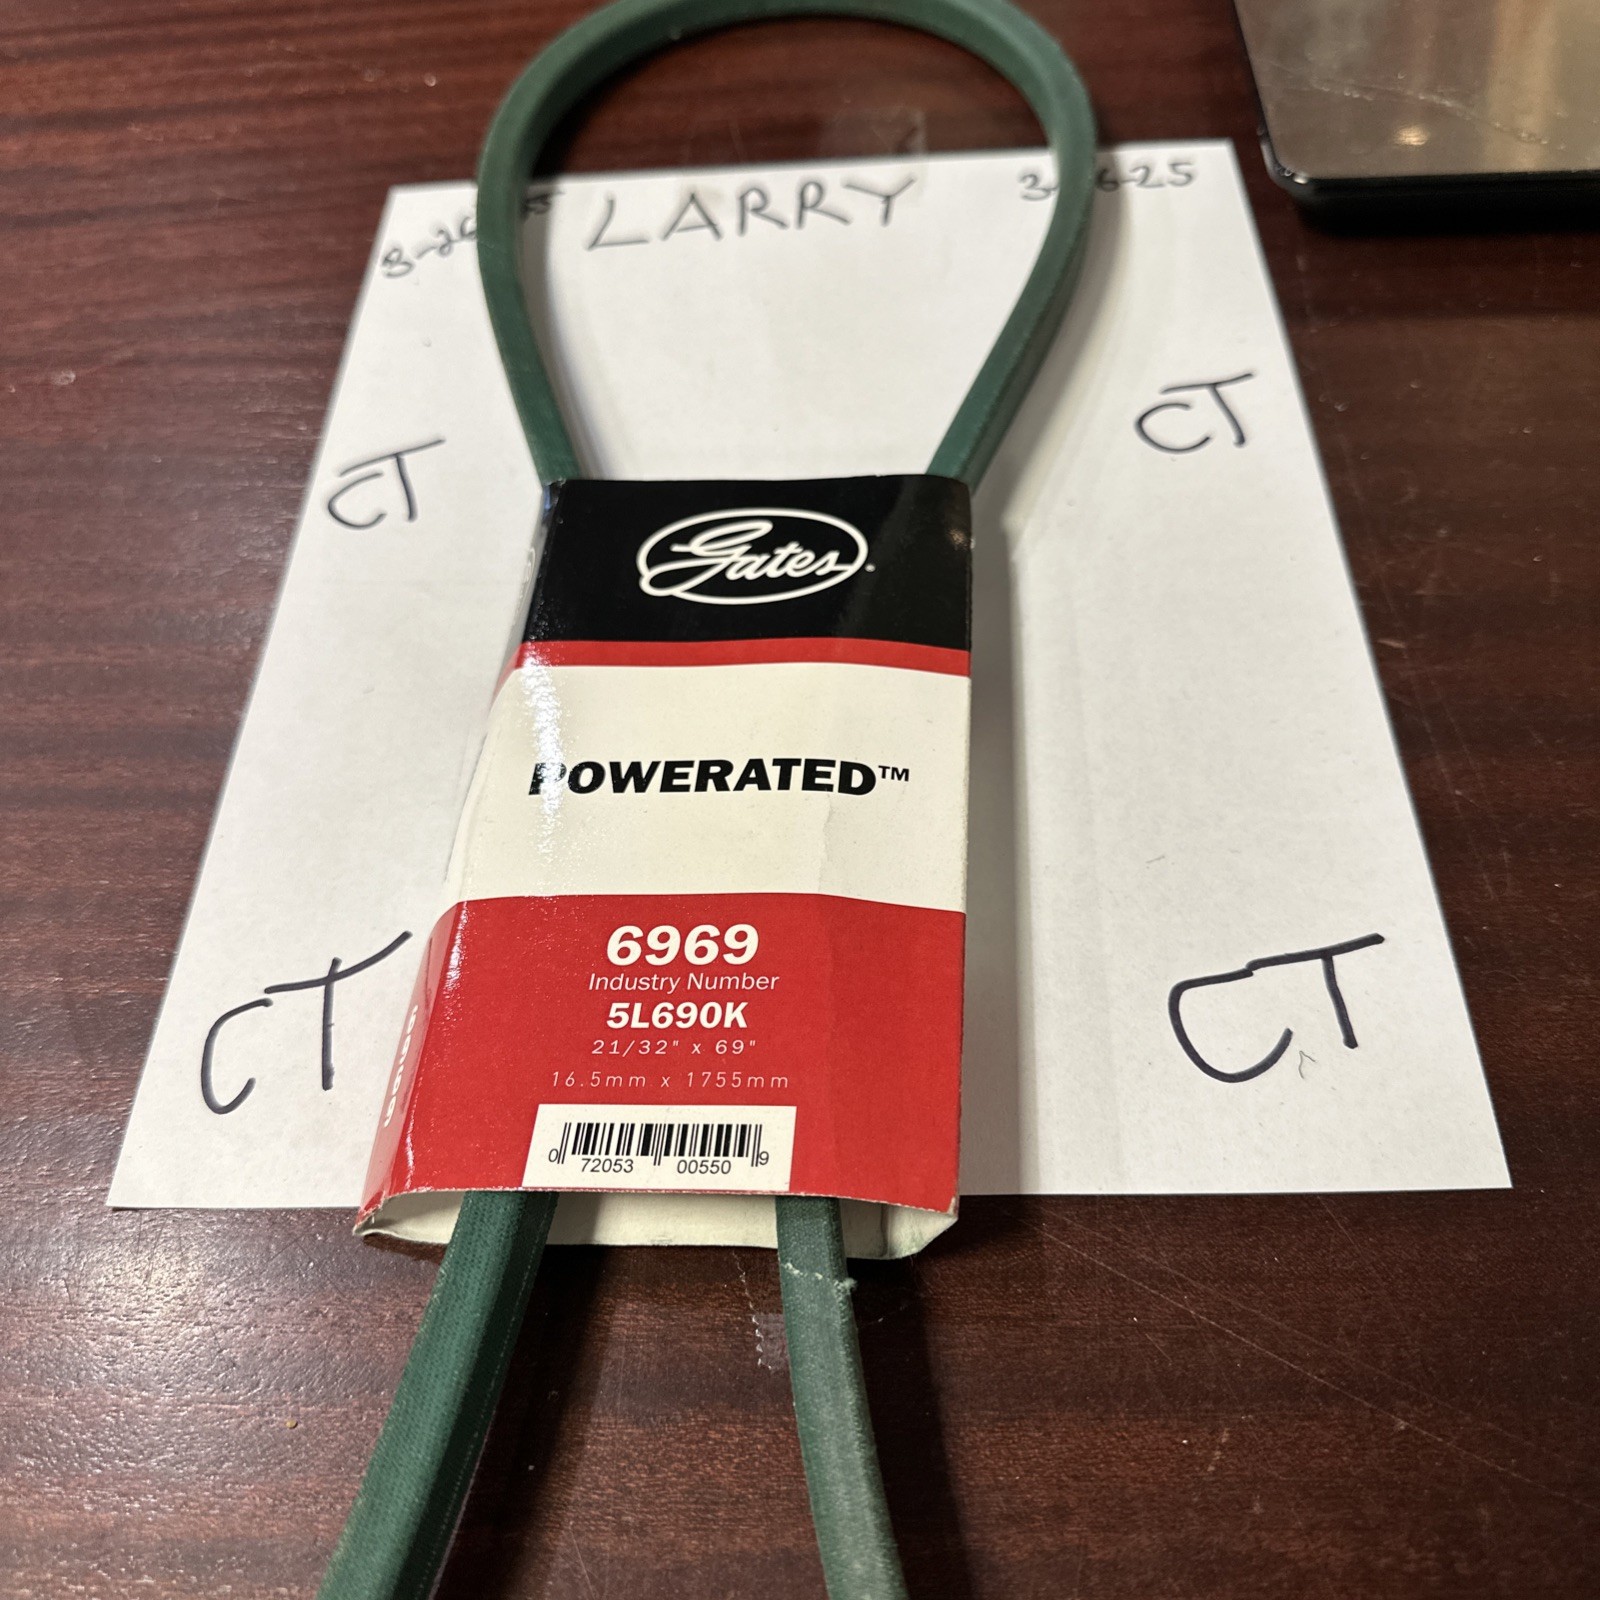 LARRY
CT
CT
Gates
POWERATED™
6969
Industry Number
5L690K
21/32" x 69"
16.5mm x 1755mm
CT
CT
0 72053 00550 9